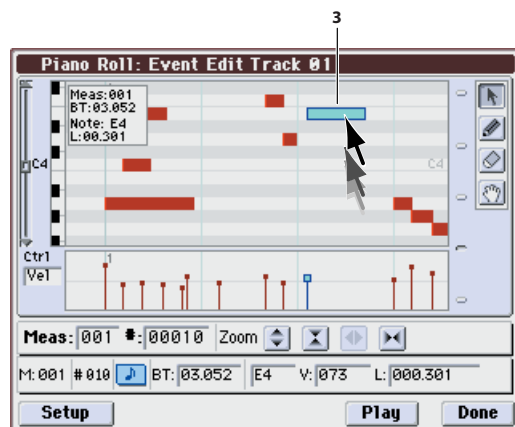 3
Piano Roll: Event Edit Track 01
Meas:001
BT:03.052
Note: E4
L:00.301
C4
C4
Ctrl
Vel
1
Meas: 001 #: 00010 Zoom
M:001 #010 BT: 03.052 E4 V: 073 L: 000.301
Setup Play Done